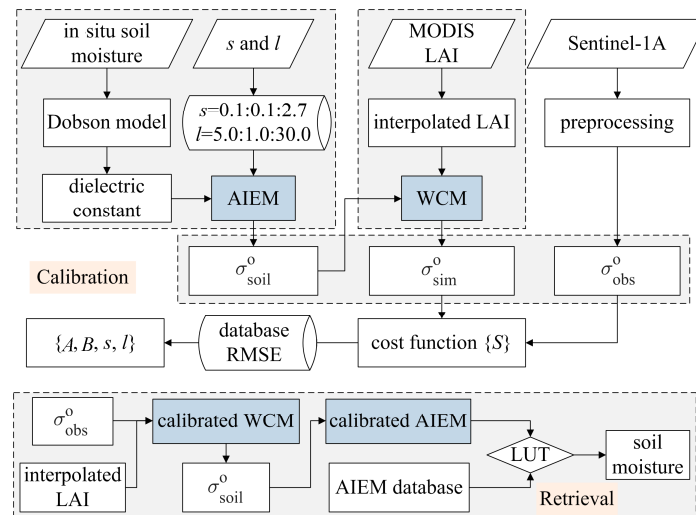 in situ soil
moisture
s and l
MODIS
LAI
Sentinel-1A
Dobson model
s=0.1:0.1:2.7
l=5.0:1.0:30.0
interpolated LAI
preprocessing
dielectric
constant
AIEM
WCM
σ°soil
σ°sim
σ°obs
Calibration
{A, B, s, l}
database
RMSE
cost function {S}
σ°obs
calibrated WCM
calibrated AIEM
interpolated
LAI
σ°soil
AIEM database
LUT
soil
moisture
Retrieval